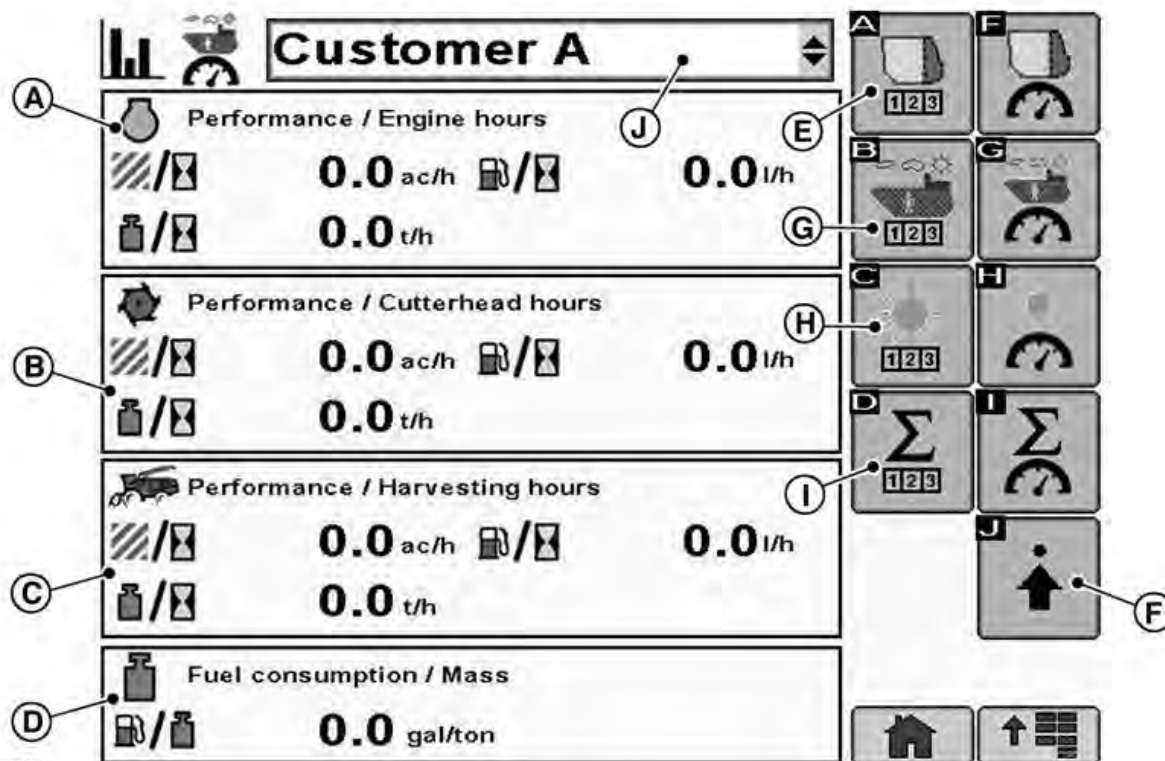 Customer A
A
Performance / Engine hours
J
0.0 ac/h
0.0 l/h
0.0 t/h
Performance / Cutterhead hours
B
0.0 ac/h
0.0 l/h
0.0 t/h
Performance / Harvesting hours
0.0 ac/h
0.0 l/h
C
0.0 t/h
Fuel consumption / Mass
D
0.0 gal/ton
A
F
E
123
B
G
G
123
C
H
H
123
D
I
Σ
Σ
I
123
J
F